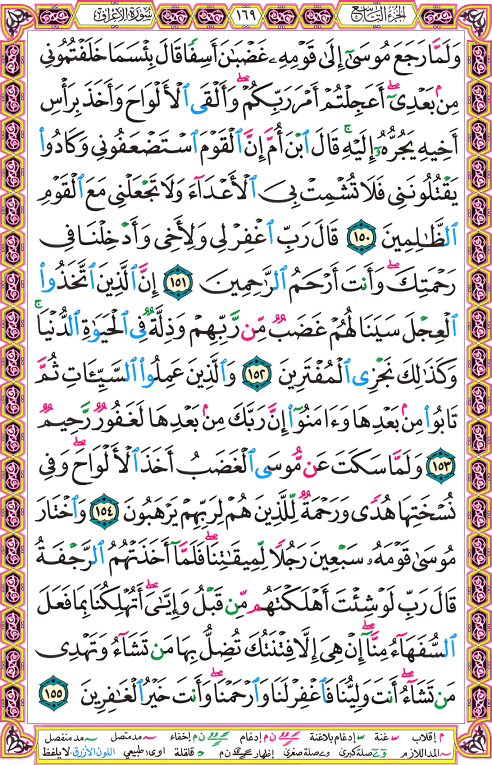 الجزء التاسع ١٦٩ سورة الأعراف
وَلَمَّا رَجَعَ مُوسَىٰٓ إِلَىٰ قَوْمِهِۦ غَضْبَٰنَ أَسِفًا قَالَ بِئْسَمَا خَلَفْتُمُونِي
مِنۢ بَعْدِيٓۖ أَعَجِلْتُمْ أَمْرَ رَبِّكُمْۖ وَأَلْقَى ٱلْأَلْوَاحَ وَأَخَذَ بِرَأْسِ
أَخِيهِ يَجُرُّهُۥٓ إِلَيْهِۚ قَالَ ٱبْنَ أُمَّ إِنَّ ٱلْقَوْمَ ٱسْتَضْعَفُونِي وَكَادُوا۟
يَقْتُلُونَنِي فَلَا تُشْمِتْ بِيَ ٱلْأَعْدَآءَ وَلَا تَجْعَلْنِي مَعَ ٱلْقَوْمِ
ٱلظَّٰلِمِينَ ١٥٠ قَالَ رَبِّ ٱغْفِرْ لِي وَلِأَخِي وَأَدْخِلْنَا فِي
رَحْمَتِكَۖ وَأَنتَ أَرْحَمُ ٱلرَّٰحِمِينَ ١٥١ إِنَّ ٱلَّذِينَ ٱتَّخَذُوا۟
ٱلْعِجْلَ سَيَنَالُهُمْ غَضَبٌ مِّن رَّبِّهِمْ وَذِلَّةٌ فِي ٱلْحَيَوٰةِ ٱلدُّنْيَاۚ
وَكَذَٰلِكَ نَجْزِي ٱلْمُفْتَرِينَ ١٥٢ وَٱلَّذِينَ عَمِلُوا۟ ٱلسَّيِّـَٔاتِ ثُمَّ
تَابُوا۟ مِنۢ بَعْدِهَا وَءَامَنُوٓا۟ إِنَّ رَبَّكَ مِنۢ بَعْدِهَا لَغَفُورٌ رَّحِيمٌ
١٥٣ وَلَمَّا سَكَتَ عَن مُّوسَى ٱلْغَضَبُ أَخَذَ ٱلْأَلْوَاحَۖ وَفِي
نُسْخَتِهَا هُدًى وَرَحْمَةٌ لِّلَّذِينَ هُمْ لِرَبِّهِمْ يَرْهَبُونَ ١٥٤ وَٱخْتَارَ
مُوسَىٰ قَوْمَهُۥ سَبْعِينَ رَجُلًا لِّمِيقَٰتِنَاۖ فَلَمَّآ أَخَذَتْهُمُ ٱلرَّجْفَةُ
قَالَ رَبِّ لَوْ شِئْتَ أَهْلَكْتَهُم مِّن قَبْلُ وَإِيَّٰيَۖ أَتُهْلِكُنَا بِمَا فَعَلَ
ٱلسُّفَهَآءُ مِنَّآۖ إِنْ هِيَ إِلَّا فِتْنَتُكَ تُضِلُّ بِهَا مَن تَشَآءُ وَتَهْدِي
مَن تَشَآءُۖ أَنتَ وَلِيُّنَا فَٱغْفِرْ لَنَا وَٱرْحَمْنَاۖ وَأَنتَ خَيْرُ ٱلْغَٰفِرِينَ ١٥٥
م إقلاب غنة إدغام بلاغنة ن م إدغام ن م إخفاء مد متصل مد منفصل
المد اللازم صلة كبرى صلة صغرى إظهار قلقلة اوى: طبيعي اللون الأزرق: لا يلفظ